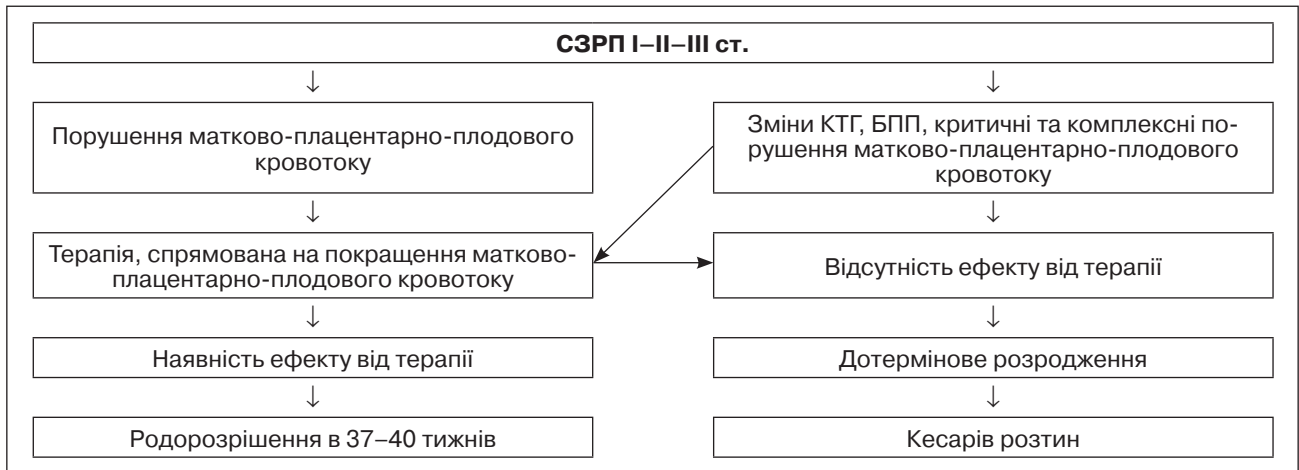 СЗРП І–ІІ–ІІІ ст.
↓
↓
Порушення матково-плацентарно-плодового
кровотоку
Зміни КТГ, БПП, критичні та комплексні по-
рушення матково-плацентарно-плодового
кровотоку
↓
↓
Терапія, спрямована на покращення матково-
плацентарно-плодового кровотоку
Відсутність ефекту від терапії
↓
↓
Наявність ефекту від терапії
Дотермінове розродження
↓
↓
Родорозрішення в 37–40 тижнів
Кесарів розтин